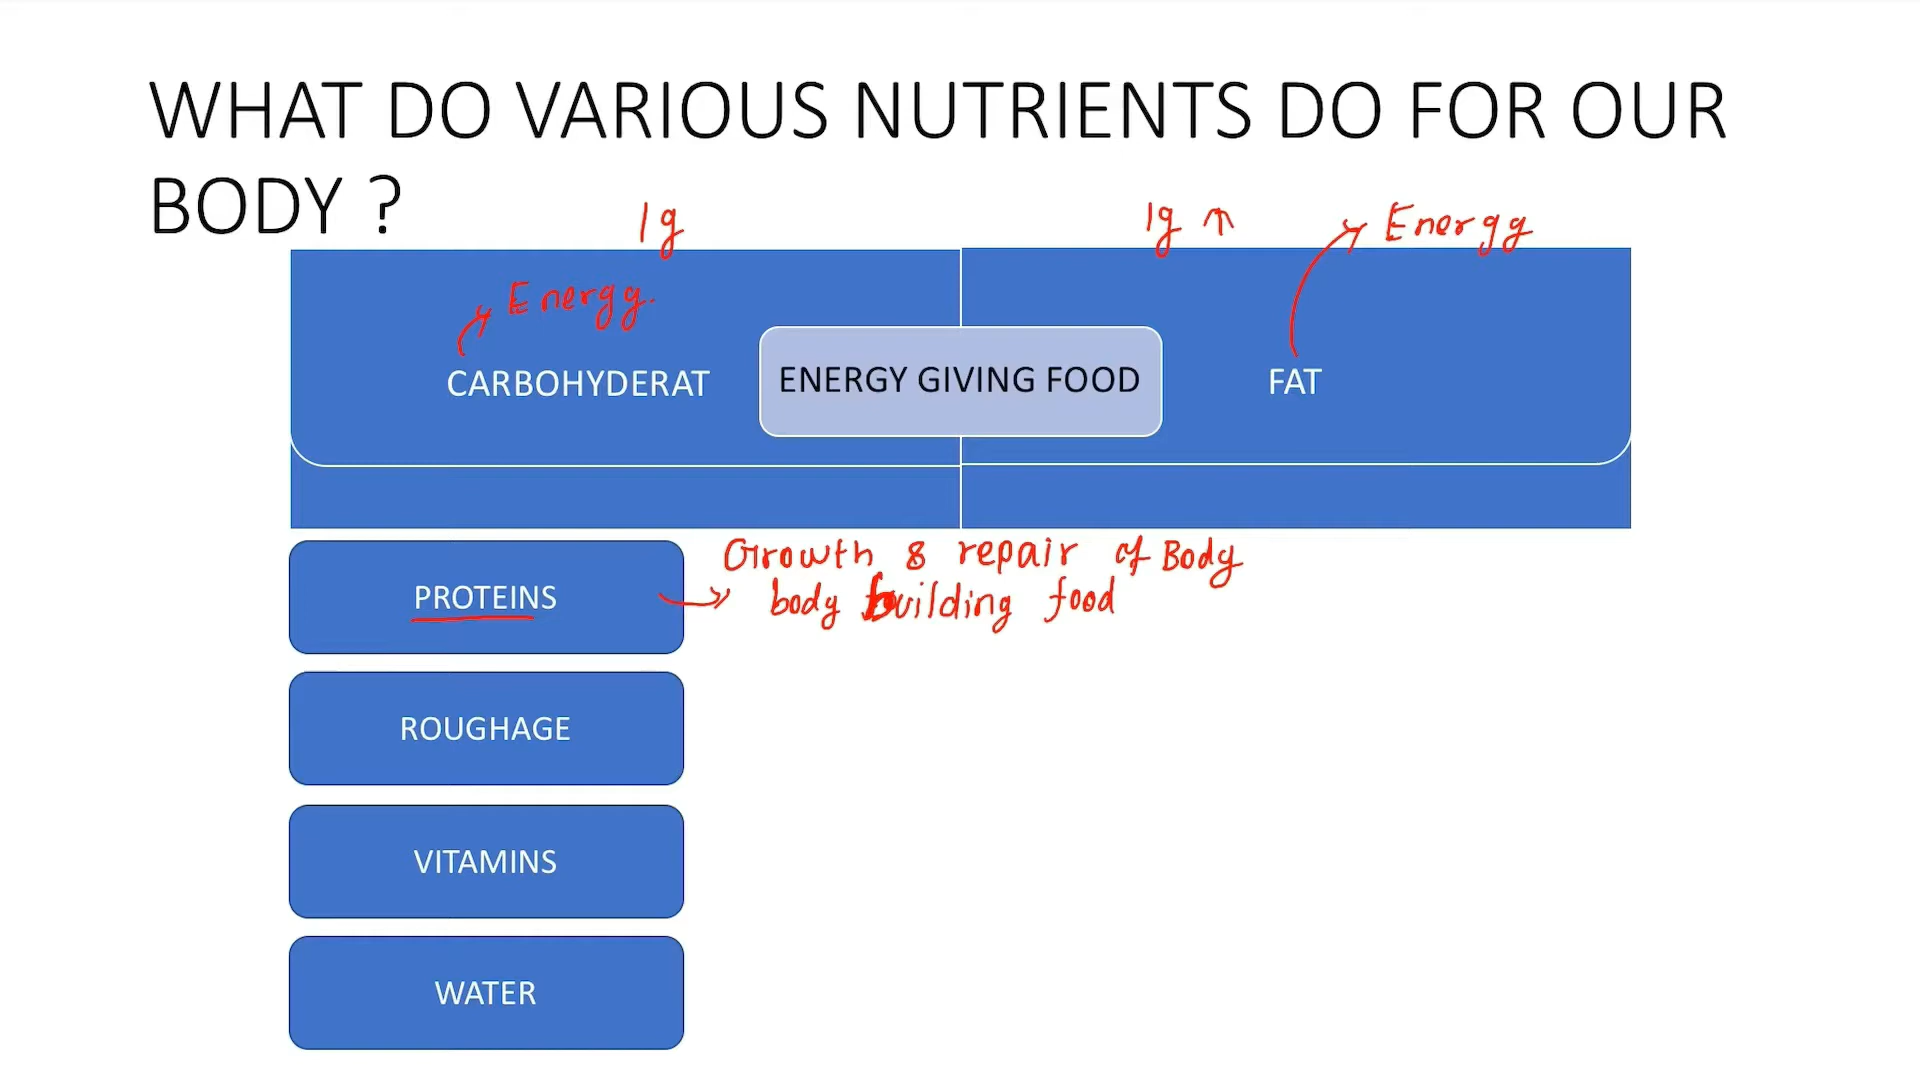 WHAT DO VARIOUS NUTRIENTS DO FOR OUR
BODY ?
1g
1g ↑
Energy
Energy.
CARBOHYDERAT
ENERGY GIVING FOOD
FAT
PROTEINS
Growth & repair of Body
body building food
ROUGHAGE
VITAMINS
WATER